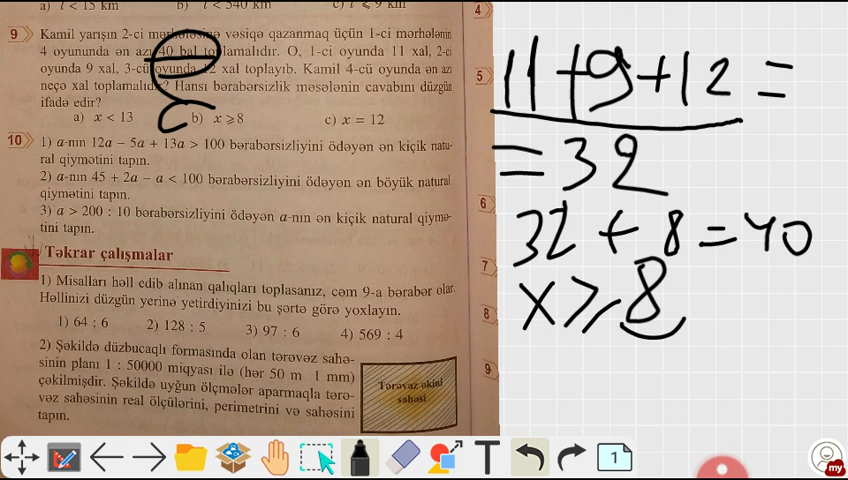 a) l < 15 km b) l < 540 km c) l ⩽ 9 km
9 Kamil yarışın 2-ci mərhələsinə vəsiqə qazanmaq üçün 1-ci mərhələnin
4 oyununda ən azı 40 bal toplamalıdır. O, 1-ci oyunda 11 xal, 2-ci
oyunda 9 xal, 3-cü oyunda 12 xal toplayıb. Kamil 4-cü oyunda ən azı
neçə xal toplamalıdır? Hansı bərabərsizlik məsələnin cavabını düzgün
ifadə edir?
a) x < 13 b) x ⩾ 8 c) x = 12
10 1) a-nın 12a − 5a + 13a > 100 bərabərsizliyini ödəyən ən kiçik natu-
ral qiymətini tapın.
2) a-nın 45 + 2a − a < 100 bərabərsizliyini ödəyən ən böyük natural
qiymətini tapın.
3) a > 200 : 10 bərabərsizliyini ödəyən a-nın ən kiçik natural qiymə-
tini tapın.
Təkrar çalışmalar
1) Misalları həll edib alınan qalıqları toplasanız, cəm 9-a bərabər olar.
Həllinizi düzgün yerinə yetirdiyinizi bu şərtə görə yoxlayın.
1) 64 : 6 2) 128 : 5 3) 97 : 6 4) 569 : 4
2) Şəkildə düzbucaqlı formasında olan tərəvəz sahə-
sinin planı 1 : 50000 miqyası ilə (hər 50 m 1 mm)
çəkilmişdir. Şəkildə uyğun ölçmələr aparmaqla tərə-
vəz sahəsinin real ölçülərini, perimetrini və sahəsini
tapın.
Tərəvəz əkini
sahəsi
4
5
6
7
8
9
11+9+12=
=32
32+8=40
x⩾8
T
1
my